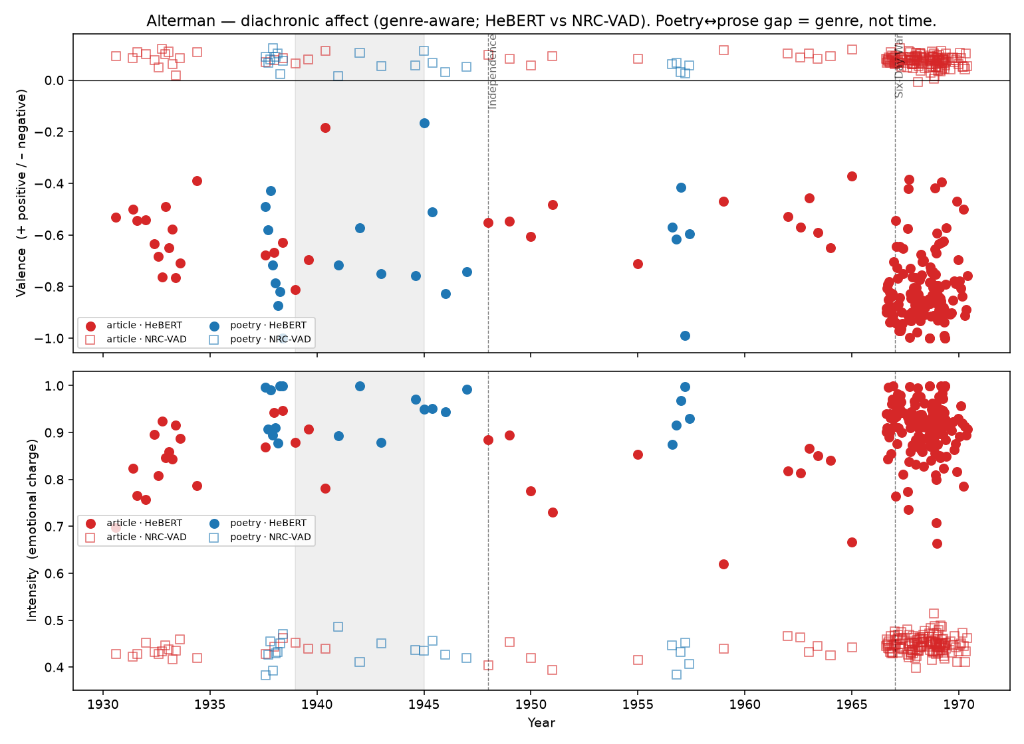 Alterman — diachronic affect (genre-aware; HeBERT vs NRC-VAD). Poetry↔prose gap = genre, not time.
Valence (+ positive / – negative)
0.0
−0.2
−0.4
−0.6
−0.8
−1.0
Independence
Six-Day War
article · HeBERT
article · NRC-VAD
poetry · HeBERT
poetry · NRC-VAD
Intensity (emotional charge)
1.0
0.9
0.8
0.7
0.6
0.5
0.4
article · HeBERT
article · NRC-VAD
poetry · HeBERT
poetry · NRC-VAD
1930 1935 1940 1945 1950 1955 1960 1965 1970
Year